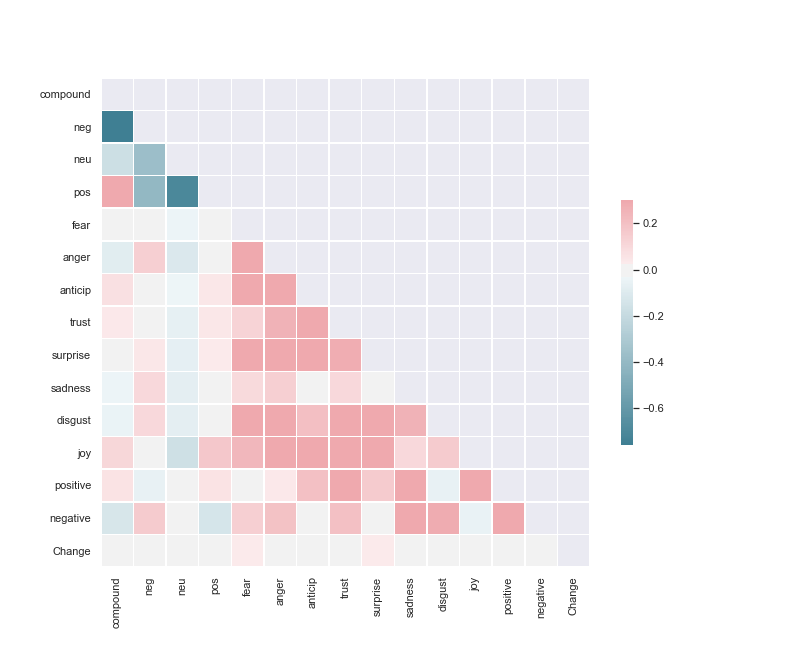 compound
neg
neu
pos
fear
anger
anticip
trust
surprise
sadness
disgust
joy
positive
negative
Change
compound
neg
neu
pos
fear
anger
anticip
trust
surprise
sadness
disgust
joy
positive
negative
Change
0.2
0.0
−0.2
−0.4
−0.6